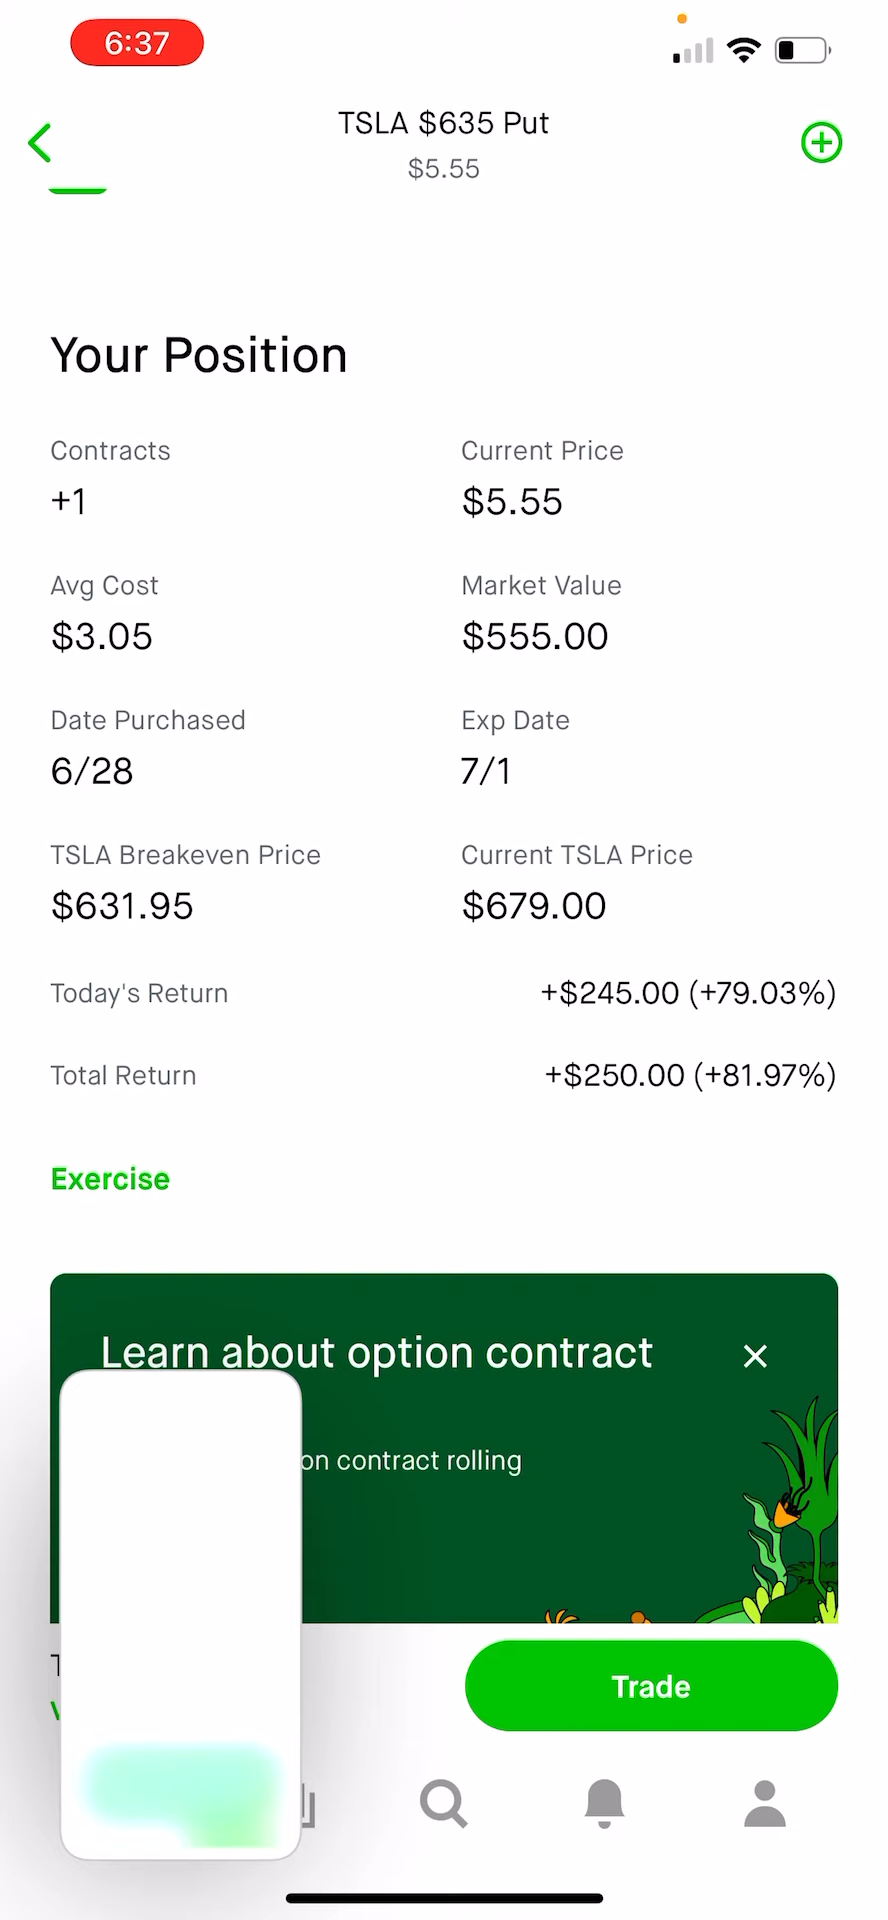 6:37
TSLA $635 Put
$5.55
Your Position
Contracts
+1
Current Price
$5.55
Avg Cost
$3.05
Market Value
$555.00
Date Purchased
6/28
Exp Date
7/1
TSLA Breakeven Price
$631.95
Current TSLA Price
$679.00
Today's Return +$245.00 (+79.03%)
Total Return +$250.00 (+81.97%)
Exercise
Learn about option contract
on contract rolling
Trade